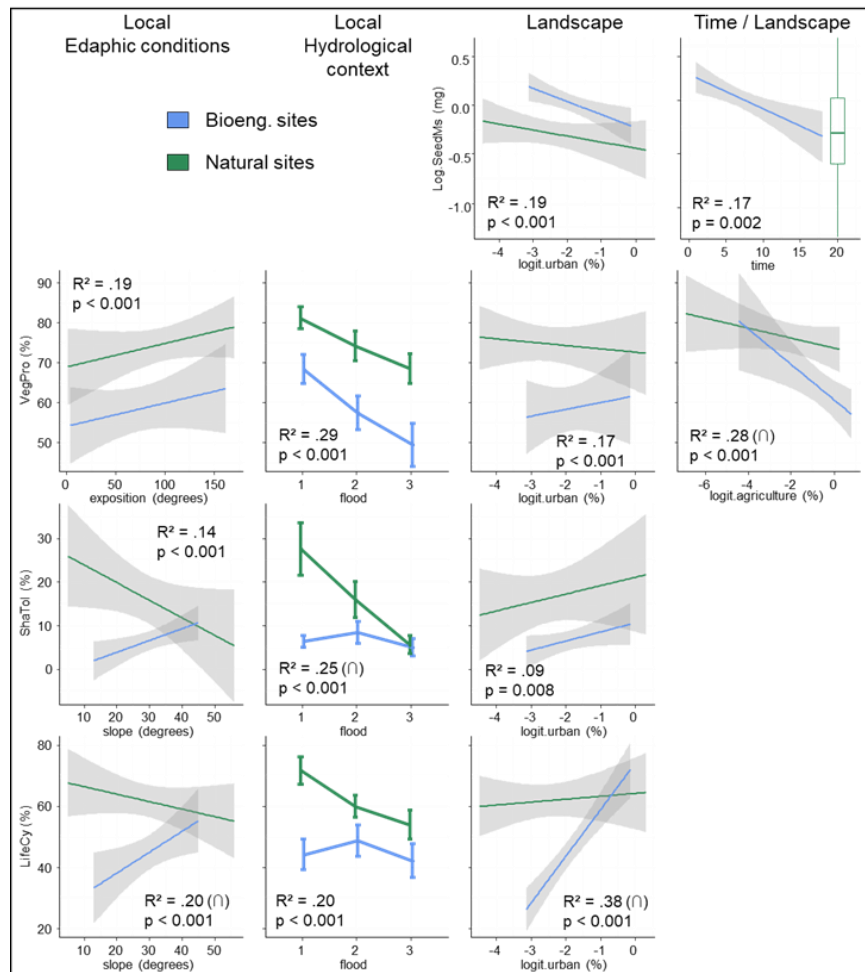 Local
Edaphic conditions
Local
Hydrological
context
Landscape
Time / Landscape
Bioeng. sites
Natural sites
Log.SeedMs (mg)
0.5
0.0
-0.5
-1.0
R² = .19
p < 0.001
-4 -3 -2 -1 0
logit.urban (%)
R² = .17
p = 0.002
0 5 10 15 20
time
VegPro (%)
90
80
70
60
50
R² = .19
p < 0.001
0 50 100 150
exposition (degrees)
R² = .29
p < 0.001
1 2 3
flood
R² = .17
p < 0.001
-4 -3 -2 -1 0
logit.urban (%)
R² = .28 (∩)
p < 0.001
-6 -4 -2 0
logit.agriculture (%)
ShaTol (%)
30
20
10
0
R² = .14
p < 0.001
10 20 30 40 50
slope (degrees)
R² = .25 (∩)
p < 0.001
1 2 3
flood
R² = .09
p = 0.008
-4 -3 -2 -1 0
logit.urban (%)
LifeCy (%)
80
60
40
20
R² = .20 (∩)
p < 0.001
10 20 30 40 50
slope (degrees)
R² = .20
p < 0.001
1 2 3
flood
R² = .38 (∩)
p < 0.001
-4 -3 -2 -1 0
logit.urban (%)